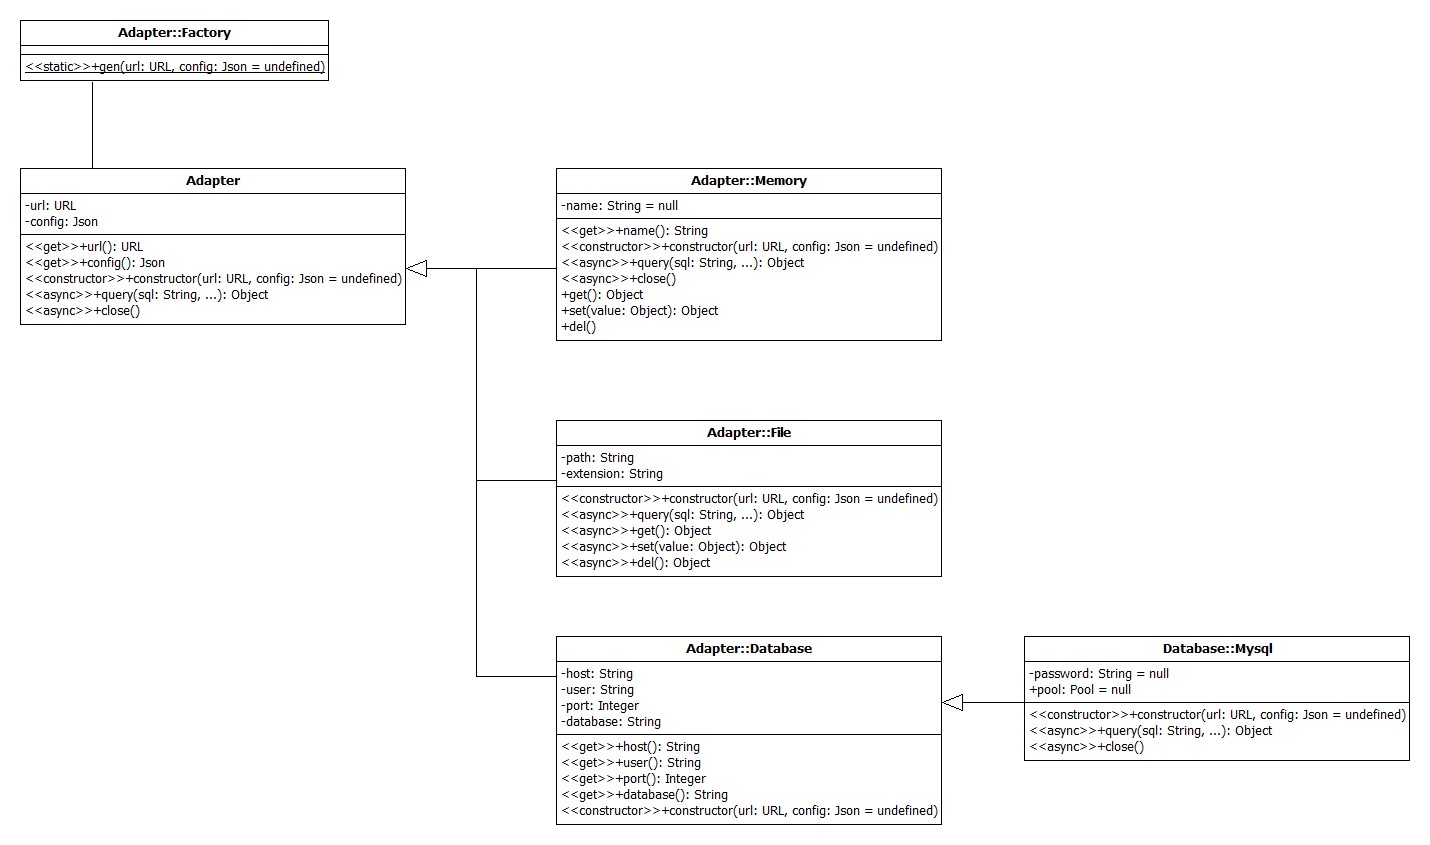 Adapter::Factory
<<static>>+gen(url: URL, config: Json = undefined)
Adapter
-url: URL
-config: Json
<<get>>+url(): URL
<<get>>+config(): Json
<<constructor>>+constructor(url: URL, config: Json = undefined)
<<async>>+query(sql: String, ...): Object
<<async>>+close()
Adapter::Memory
-name: String = null
<<get>>+name(): String
<<constructor>>+constructor(url: URL, config: Json = undefined)
<<async>>+query(sql: String, ...): Object
<<async>>+close()
+get(): Object
+set(value: Object): Object
+del()
Adapter::File
-path: String
-extension: String
<<constructor>>+constructor(url: URL, config: Json = undefined)
<<async>>+query(sql: String, ...): Object
<<async>>+get(): Object
<<async>>+set(value: Object): Object
<<async>>+del(): Object
Adapter::Database
-host: String
-user: String
-port: Integer
-database: String
<<get>>+host(): String
<<get>>+user(): String
<<get>>+port(): Integer
<<get>>+database(): String
<<constructor>>+constructor(url: URL, config: Json = undefined)
Database::Mysql
-password: String = null
+pool: Pool = null
<<constructor>>+constructor(url: URL, config: Json = undefined)
<<async>>+query(sql: String, ...): Object
<<async>>+close()